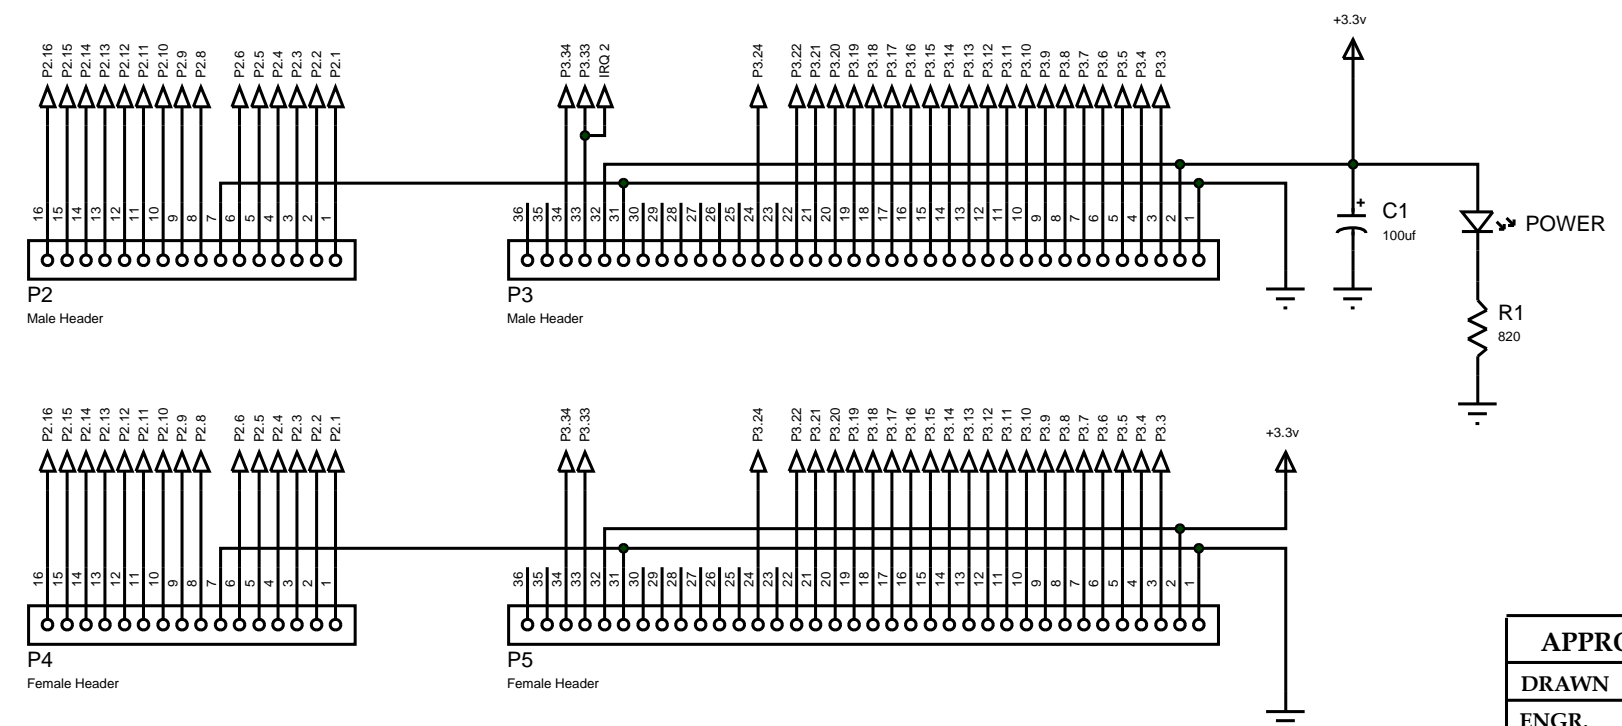 +3.3v
P2.16 P2.15 P2.14 P2.13 P2.12 P2.11 P2.10 P2.9 P2.8 P2.6 P2.5 P2.4 P2.3 P2.2 P2.1
P3.34 P3.33 IRQ 2 P3.24 P3.22 P3.21 P3.20 P3.19 P3.18 P3.17 P3.16 P3.15 P3.14 P3.13 P3.12 P3.11 P3.10 P3.9 P3.8 P3.7 P3.6 P3.5 P3.4 P3.3
16 15 14 13 12 11 10 9 8 7 6 5 4 3 2 1
36 35 34 33 32 31 30 29 28 27 26 25 24 23 22 21 20 19 18 17 16 15 14 13 12 11 10 9 8 7 6 5 4 3 2 1
+
C1
100uf
POWER
P2
Male Header
P3
Male Header
R1
820
P2.16 P2.15 P2.14 P2.13 P2.12 P2.11 P2.10 P2.9 P2.8 P2.6 P2.5 P2.4 P2.3 P2.2 P2.1
P3.34 P3.33 P3.24 P3.22 P3.21 P3.20 P3.19 P3.18 P3.17 P3.16 P3.15 P3.14 P3.13 P3.12 P3.11 P3.10 P3.9 P3.8 P3.7 P3.6 P3.5 P3.4 P3.3
+3.3v
16 15 14 13 12 11 10 9 8 7 6 5 4 3 2 1
36 35 34 33 32 31 30 29 28 27 26 25 24 23 22 21 20 19 18 17 16 15 14 13 12 11 10 9 8 7 6 5 4 3 2 1
P4
Female Header
P5
Female Header
DRAWN
ENGR.